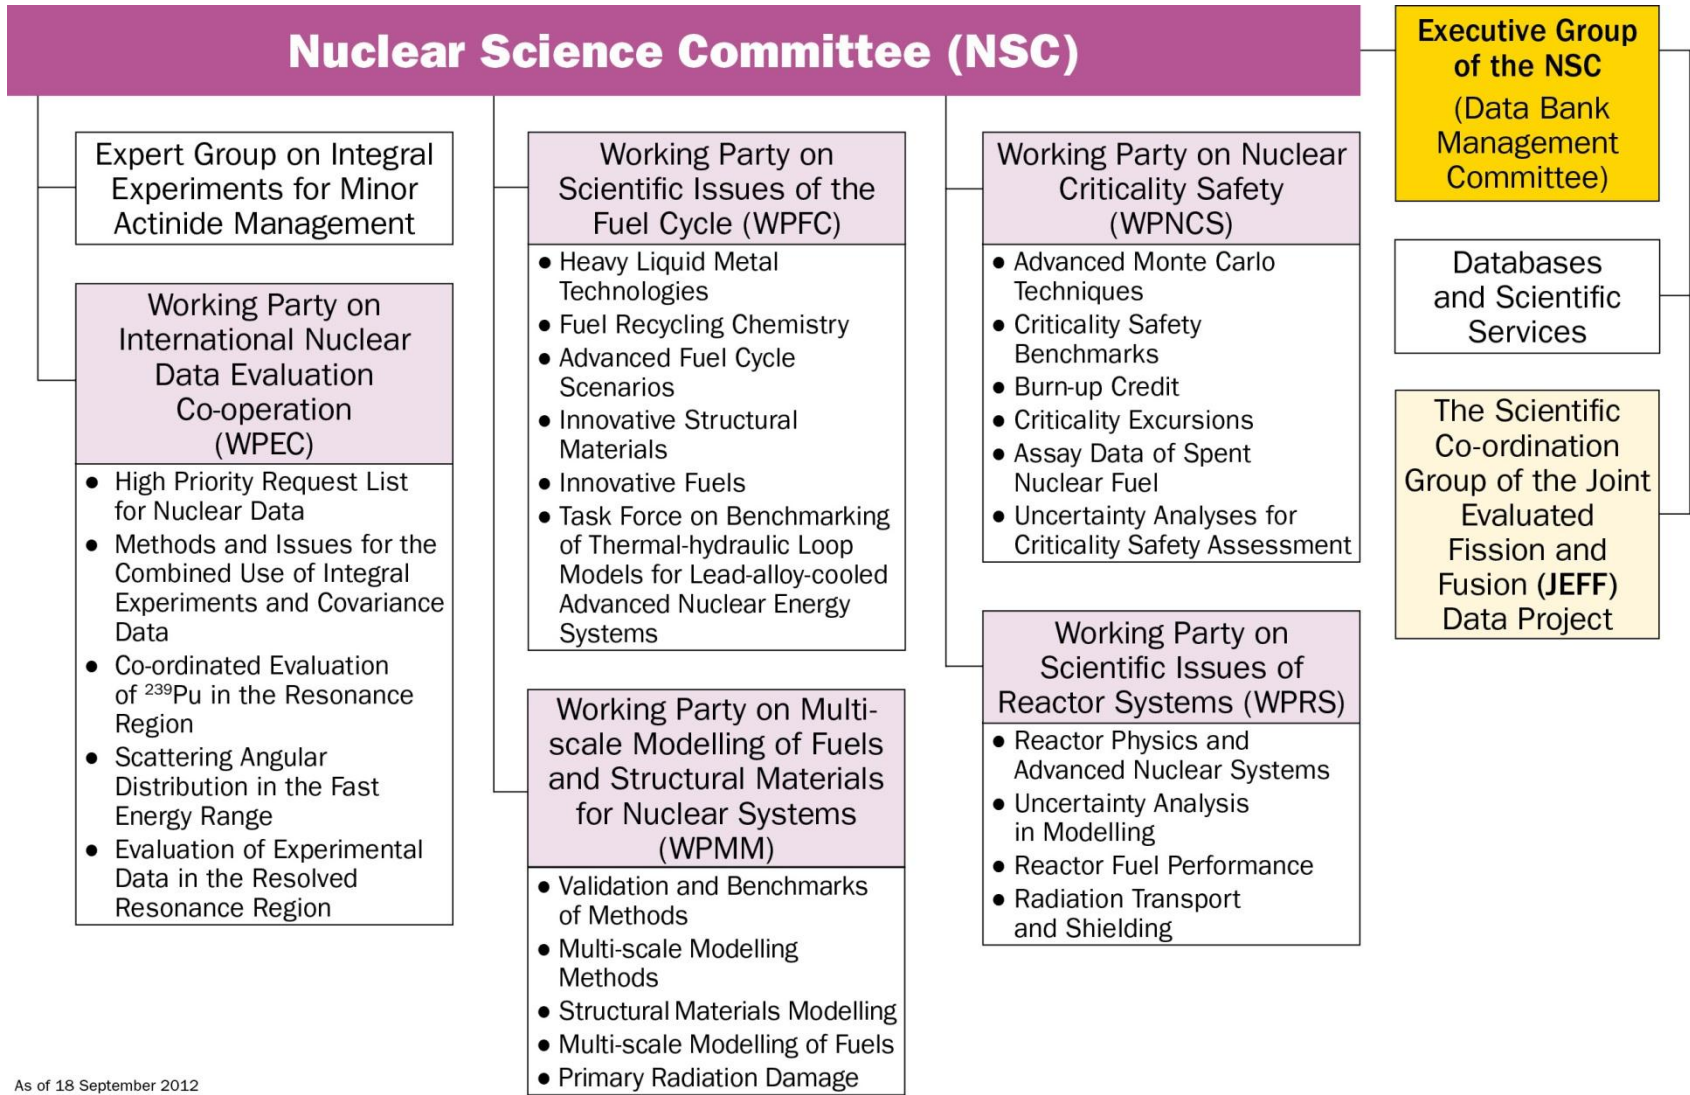 Nuclear Science Committee (NSC)
Expert Group on Integral
Experiments for Minor
Actinide Management
Working Party on
International Nuclear
Data Evaluation
Co-operation
(WPEC)
● High Priority Request List
for Nuclear Data
● Methods and Issues for the
Combined Use of Integral
Experiments and Covariance
Data
● Co-ordinated Evaluation
of ²³⁹Pu in the Resonance
Region
● Scattering Angular
Distribution in the Fast
Energy Range
● Evaluation of Experimental
Data in the Resolved
Resonance Region
Working Party on
Scientific Issues of the
Fuel Cycle (WPFC)
● Heavy Liquid Metal
Technologies
● Fuel Recycling Chemistry
● Advanced Fuel Cycle
Scenarios
● Innovative Structural
Materials
● Innovative Fuels
● Task Force on Benchmarking
of Thermal-hydraulic Loop
Models for Lead-alloy-cooled
Advanced Nuclear Energy
Systems
Working Party on Multi-
scale Modelling of Fuels
and Structural Materials
for Nuclear Systems
(WPMM)
● Validation and Benchmarks
of Methods
● Multi-scale Modelling
Methods
● Structural Materials Modelling
● Multi-scale Modelling of Fuels
● Primary Radiation Damage
Working Party on Nuclear
Criticality Safety
(WPNCS)
● Advanced Monte Carlo
Techniques
● Criticality Safety
Benchmarks
● Burn-up Credit
● Criticality Excursions
● Assay Data of Spent
Nuclear Fuel
● Uncertainty Analyses for
Criticality Safety Assessment
Working Party on
Scientific Issues of
Reactor Systems (WPRS)
● Reactor Physics and
Advanced Nuclear Systems
● Uncertainty Analysis
in Modelling
● Reactor Fuel Performance
● Radiation Transport
and Shielding
Executive Group
of the NSC
(Data Bank
Management
Committee)
Databases
and Scientific
Services
The Scientific
Co-ordination
Group of the Joint
Evaluated
Fission and
Fusion (JEFF)
Data Project
As of 18 September 2012